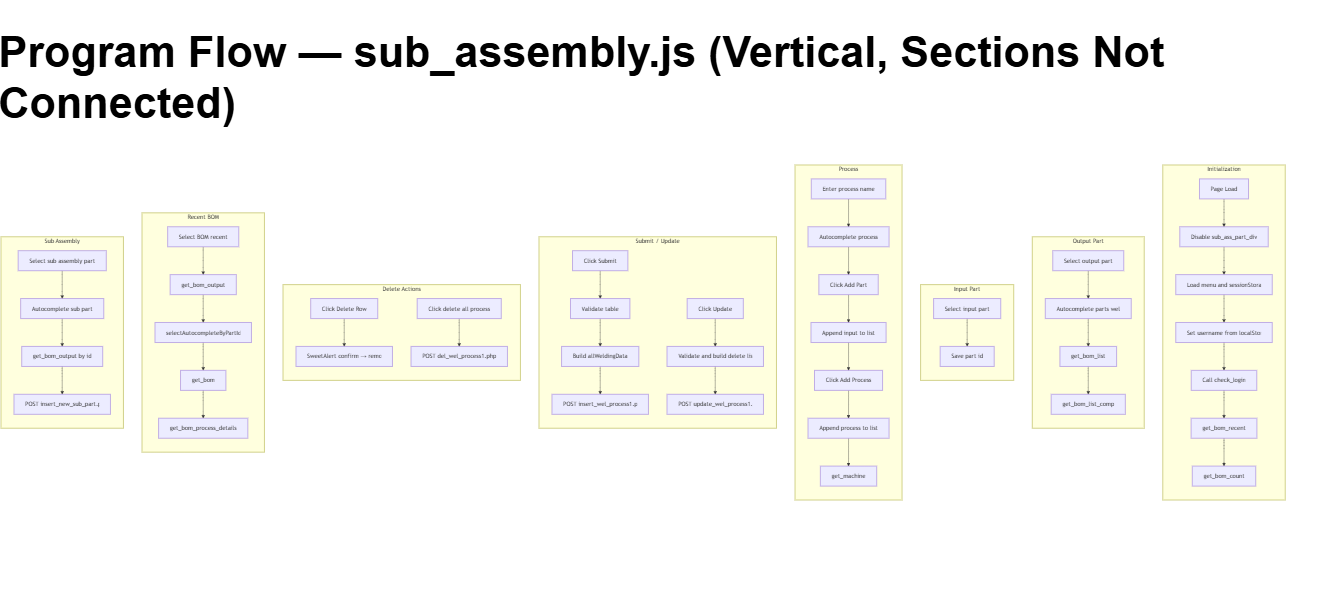 Program Flow — sub_assembly.js (Vertical, Sections Not
Connected)
Sub Assembly
Select sub assembly part
Autocomplete sub part
get_bom_output by id
POST insert_new_sub_part.
Recent BOM
Select BOM recent
get_bom_output
selectAutocompleteByPartId
get_bom
get_bom_process_details
Delete Actions
Click Delete Row
SweetAlert confirm → remo
Click delete all process
POST del_wel_process1.php
Submit / Update
Click Submit
Validate table
Build allWeldingData
POST insert_wel_process1.p
Click Update
Validate and build delete lis
POST update_wel_process1.
Process
Enter process name
Autocomplete process
Click Add Part
Append input to list
Click Add Process
Append process to list
get_machine
Input Part
Select input part
Save part id
Output Part
Select output part
Autocomplete parts wel
get_bom_list
get_bom_list_comp
Initialization
Page Load
Disable sub_ass_part_div
Load menu and sessionStora
Set username from localStor
Call check_login
get_bom_recent
get_bom_count